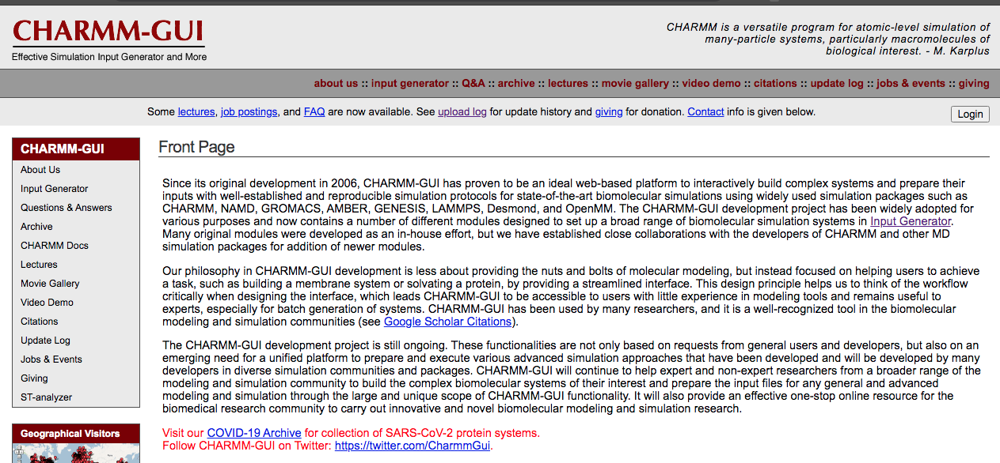 CHARMM-GUI
Effective Simulation Input Generator and More
CHARMM is a versatile program for atomic-level simulation of
many-particle systems, particularly macromolecules of
biological interest. - M. Karplus
about us :: input generator :: Q&A :: archive :: lectures :: movie gallery :: video demo :: citations :: update log :: jobs & events :: giving
Some lectures, job postings, and FAQ are now available. See upload log for update history and giving for donation. Contact info is given below.
Login
CHARMM-GUI
About Us
Input Generator
Questions & Answers
Archive
CHARMM Docs
Lectures
Movie Gallery
Video Demo
Citations
Update Log
Jobs & Events
Giving
ST-analyzer
Geographical Visitors
Front Page
Since its original development in 2006, CHARMM-GUI has proven to be an ideal web-based platform to interactively build complex systems and prepare their
inputs with well-established and reproducible simulation protocols for state-of-the-art biomolecular simulations using widely used simulation packages such as
CHARMM, NAMD, GROMACS, AMBER, GENESIS, LAMMPS, Desmond, and OpenMM. The CHARMM-GUI development project has been widely adopted for
various purposes and now contains a number of different modules designed to set up a broad range of biomolecular simulation systems in Input Generator.
Many original modules were developed as an in-house effort, but we have established close collaborations with the developers of CHARMM and other MD
simulation packages for addition of newer modules.
Our philosophy in CHARMM-GUI development is less about providing the nuts and bolts of molecular modeling, but instead focused on helping users to achieve
a task, such as building a membrane system or solvating a protein, by providing a streamlined interface. This design principle helps us to think of the workflow
critically when designing the interface, which leads CHARMM-GUI to be accessible to users with little experience in modeling tools and remains useful to
experts, especially for batch generation of systems. CHARMM-GUI has been used by many researchers, and it is a well-recognized tool in the biomolecular
modeling and simulation communities (see Google Scholar Citations).
The CHARMM-GUI development project is still ongoing. These functionalities are not only based on requests from general users and developers, but also on an
emerging need for a unified platform to prepare and execute various advanced simulation approaches that have been developed and will be developed by many
developers in diverse simulation communities and packages. CHARMM-GUI will continue to help expert and non-expert researchers from a broader range of the
modeling and simulation community to build the complex biomolecular systems of their interest and prepare the input files for any general and advanced
modeling and simulation through the large and unique scope of CHARMM-GUI functionality. It will also provide an effective one-stop online resource for the
biomedical research community to carry out innovative and novel biomolecular modeling and simulation research.
Visit our COVID-19 Archive for collection of SARS-CoV-2 protein systems.
Follow CHARMM-GUI on Twitter: https://twitter.com/CharmmGui.